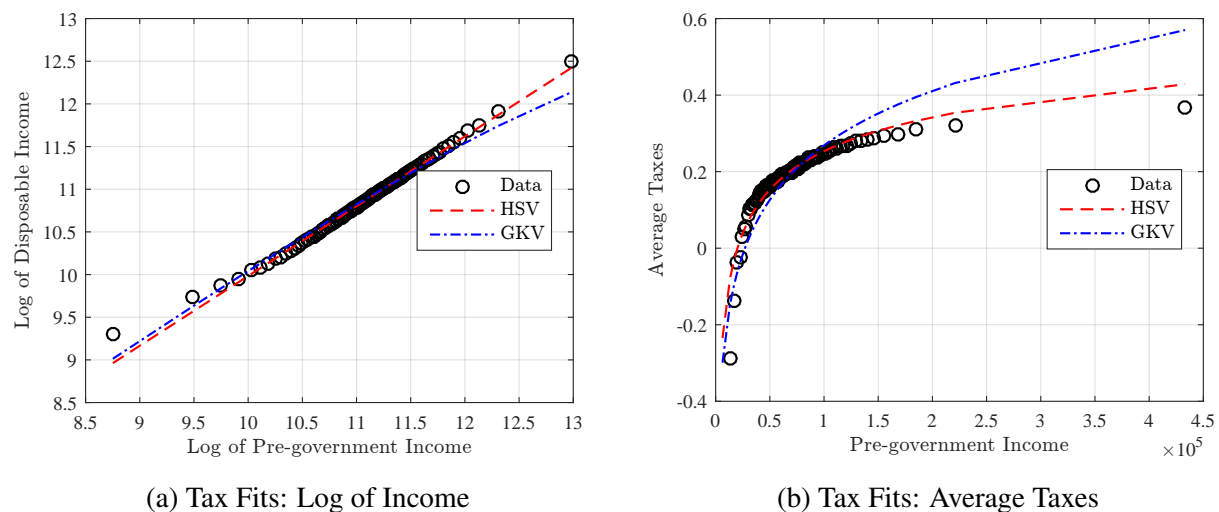 13
12.5
12
11.5
11
10.5
10
9.5
9
8.5
8.5 9 9.5 10 10.5 11 11.5 12 12.5 13
Log of Disposable Income
Log of Pre-government Income
Data
HSV
GKV
(a) Tax Fits: Log of Income
0.6
0.4
0.2
0
-0.2
-0.4
0 0.5 1 1.5 2 2.5 3 3.5 4 4.5
×10⁵
Average Taxes
Pre-government Income
Data
HSV
GKV
(b) Tax Fits: Average Taxes